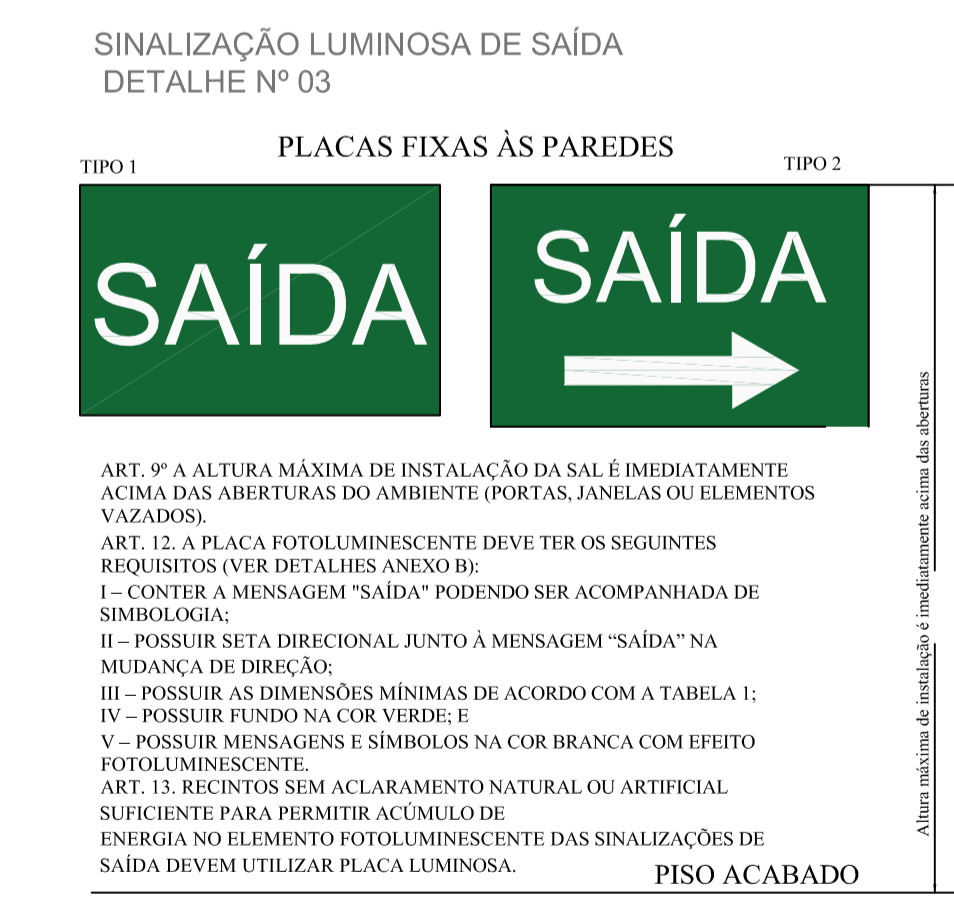 SINALIZAÇÃO LUMINOSA DE SAÍDA
DETALHE Nº 03
PLACAS FIXAS ÀS PAREDES
TIPO 1
TIPO 2
SAÍDA
SAÍDA
ART. 9º A ALTURA MÁXIMA DE INSTALAÇÃO DA SAL É IMEDIATAMENTE
ACIMA DAS ABERTURAS DO AMBIENTE (PORTAS, JANELAS OU ELEMENTOS
VAZADOS).
ART. 12. A PLACA FOTOLUMINESCENTE DEVE TER OS SEGUINTES
REQUISITOS (VER DETALHES ANEXO B):
I – CONTER A MENSAGEM "SAÍDA" PODENDO SER ACOMPANHADA DE
SIMBOLOGIA;
II – POSSUIR SETA DIRECIONAL JUNTO À MENSAGEM “SAÍDA” NA
MUDANÇA DE DIREÇÃO;
III – POSSUIR AS DIMENSÕES MÍNIMAS DE ACORDO COM A TABELA 1;
IV – POSSUIR FUNDO NA COR VERDE; E
V – POSSUIR MENSAGENS E SÍMBOLOS NA COR BRANCA COM EFEITO
FOTOLUMINESCENTE.
ART. 13. RECINTOS SEM ACLARAMENTO NATURAL OU ARTIFICIAL
SUFICIENTE PARA PERMITIR ACÚMULO DE
ENERGIA NO ELEMENTO FOTOLUMINESCENTE DAS SINALIZAÇÕES DE
SAÍDA DEVEM UTILIZAR PLACA LUMINOSA.
PISO ACABADO
Altura máxima de instalação é imediatamente acima das aberturas